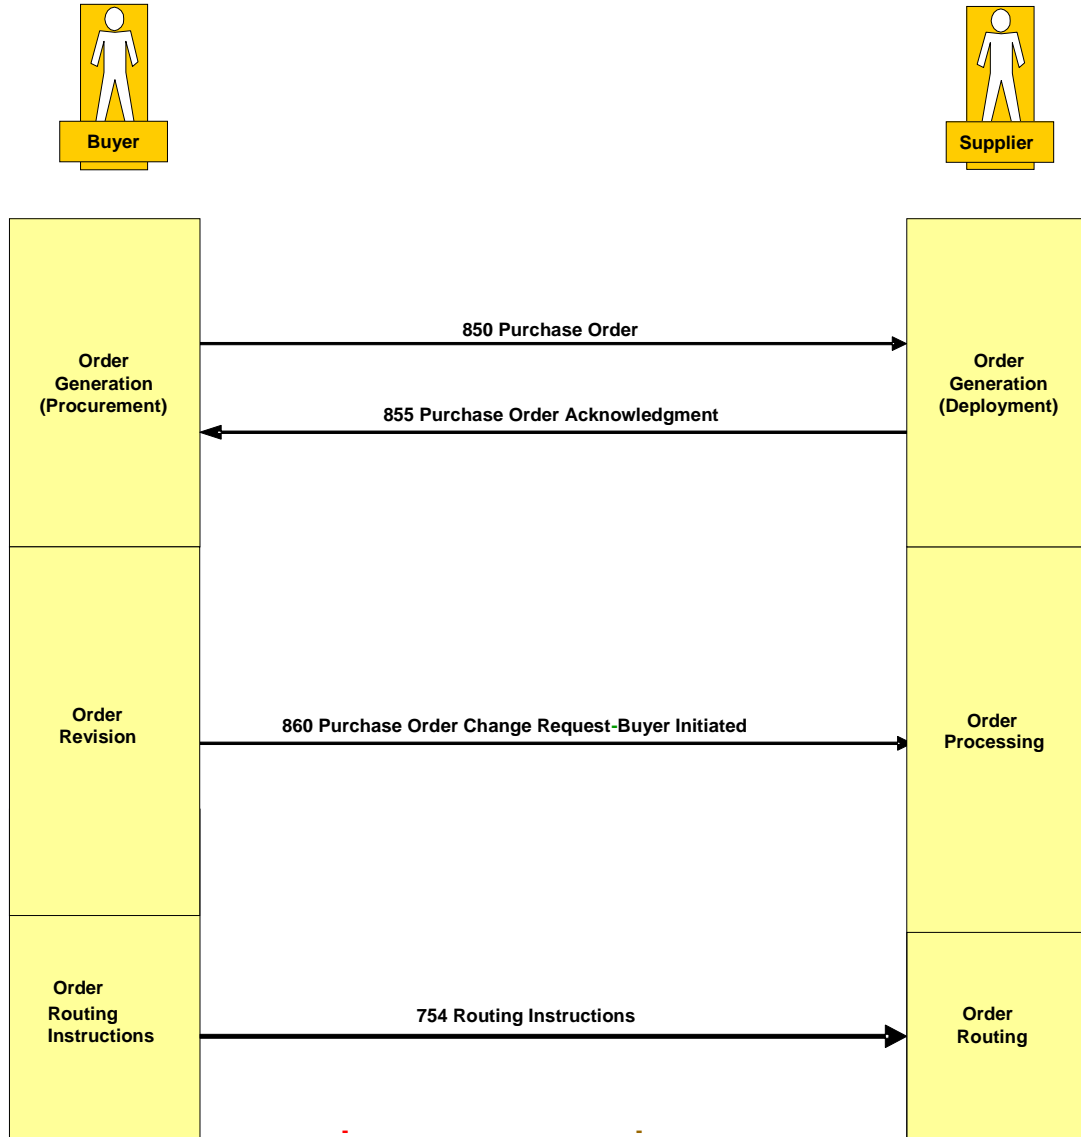 Buyer
Supplier
850 Purchase Order
Order
Generation
(Procurement)
Order
Generation
(Deployment)
855 Purchase Order Acknowledgment
Order
Revision
860 Purchase Order Change Request-Buyer Initiated
Order
Processing
Order
Routing
Instructions
754 Routing Instructions
Order
Routing